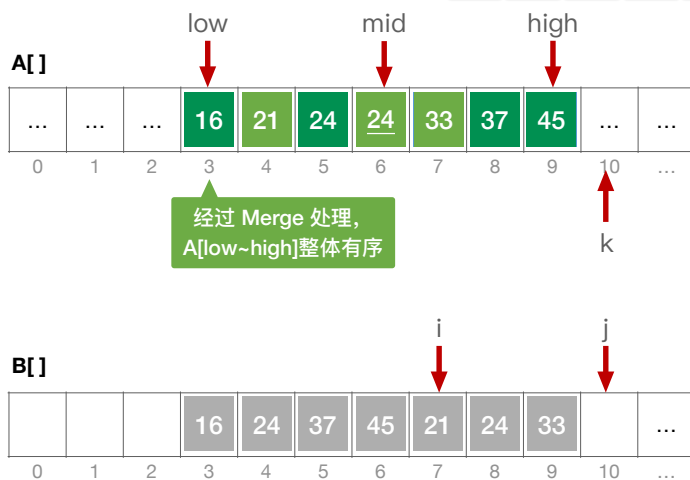 low mid high
A[ ]
... ... ... 16 21 24 24 33 37 45 ... ...
0 1 2 3 4 5 6 7 8 9 10 ...
经过 Merge 处理，
A[low~high]整体有序
k
i j
B[ ]
16 24 37 45 21 24 33 ...
0 1 2 3 4 5 6 7 8 9 10 ...